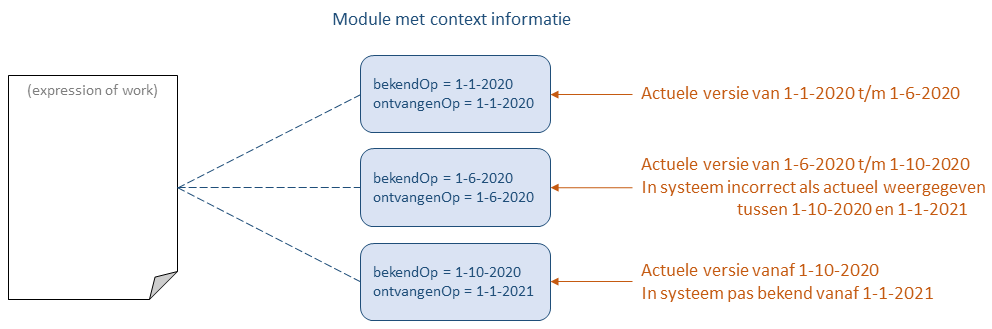 Module met context informatie
(expression of work)
bekendOp = 1-1-2020
ontvangenOp = 1-1-2020
Actuele versie van 1-1-2020 t/m 1-6-2020
bekendOp = 1-6-2020
ontvangenOp = 1-6-2020
Actuele versie van 1-6-2020 t/m 1-10-2020
In systeem incorrect als actueel weergegeven
tussen 1-10-2020 en 1-1-2021
bekendOp = 1-10-2020
ontvangenOp = 1-1-2021
Actuele versie vanaf 1-10-2020
In systeem pas bekend vanaf 1-1-2021